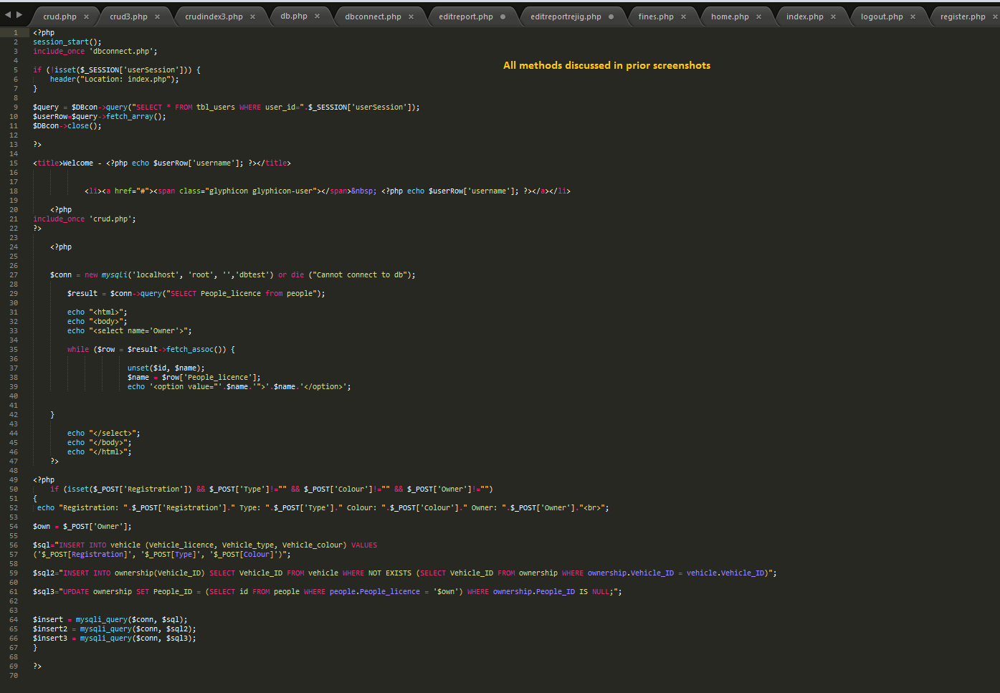 crud.php × crud3.php × crudindex3.php × db.php × dbconnect.php × editreport.php ● editreportrejig.php ● fines.php × home.php × index.php × logout.php × register.php ×
1 <?php
2 session_start();
3 include_once 'dbconnect.php';
4
All methods discussed in prior screenshots
5 if (!isset($_SESSION['userSession'])) {
6 header("Location: index.php");
7 }
8
9 $query = $DBcon->query("SELECT * FROM tbl_users WHERE user_id=".$_SESSION['userSession']);
10 $userRow=$query->fetch_array();
11 $DBcon->close();
12
13 ?>
14
15 <title>Welcome - <?php echo $userRow['username']; ?></title>
16
17
18 <li><a href="#"><span class="glyphicon glyphicon-user"></span>&nbsp; <?php echo $userRow['username']; ?></a></li>
19
20 <?php
21 include_once 'crud.php';
22 ?>
23
24 <?php
25
26
27 $conn = new mysqli('localhost', 'root', '','dbtest') or die ("Cannot connect to db");
28
29 $result = $conn->query("SELECT People_licence from people");
30
31 echo "<html>";
32 echo "<body>";
33 echo "<select name='Owner'>";
34
35 while ($row = $result->fetch_assoc()) {
36
37 unset($id, $name);
38 $name = $row['People_licence'];
39 echo '<option value="'.$name.'">'.$name.'</option>';
40
41
42 }
43
44 echo "</select>";
45 echo "</body>";
46 echo "</html>";
47 ?>
48
49 <?php
50 if (isset($_POST['Registration']) && $_POST['Type']!="" && $_POST['Colour']!="" && $_POST['Owner']!="")
51 {
52 echo "Registration: ".$_POST['Registration']." Type: ".$_POST['Type']." Colour: ".$_POST['Colour']." Owner: ".$_POST['Owner']."<br>";
53
54 $own = $_POST['Owner'];
55
56 $sql="INSERT INTO vehicle (Vehicle_licence, Vehicle_type, Vehicle_colour) VALUES
57 ('$_POST[Registration]', '$_POST[Type]', '$_POST[Colour]')";
58
59 $sql2="INSERT INTO ownership(Vehicle_ID) SELECT Vehicle_ID FROM vehicle WHERE NOT EXISTS (SELECT Vehicle_ID FROM ownership WHERE ownership.Vehicle_ID = vehicle.Vehicle_ID)";
60
61 $sql3="UPDATE ownership SET People_ID = (SELECT id FROM people WHERE people.People_licence = '$own') WHERE ownership.People_ID IS NULL;";
62
63
64 $insert = mysqli_query($conn, $sql);
65 $insert2 = mysqli_query($conn, $sql2);
66 $insert3 = mysqli_query($conn, $sql3);
67 }
68
69 ?>
70